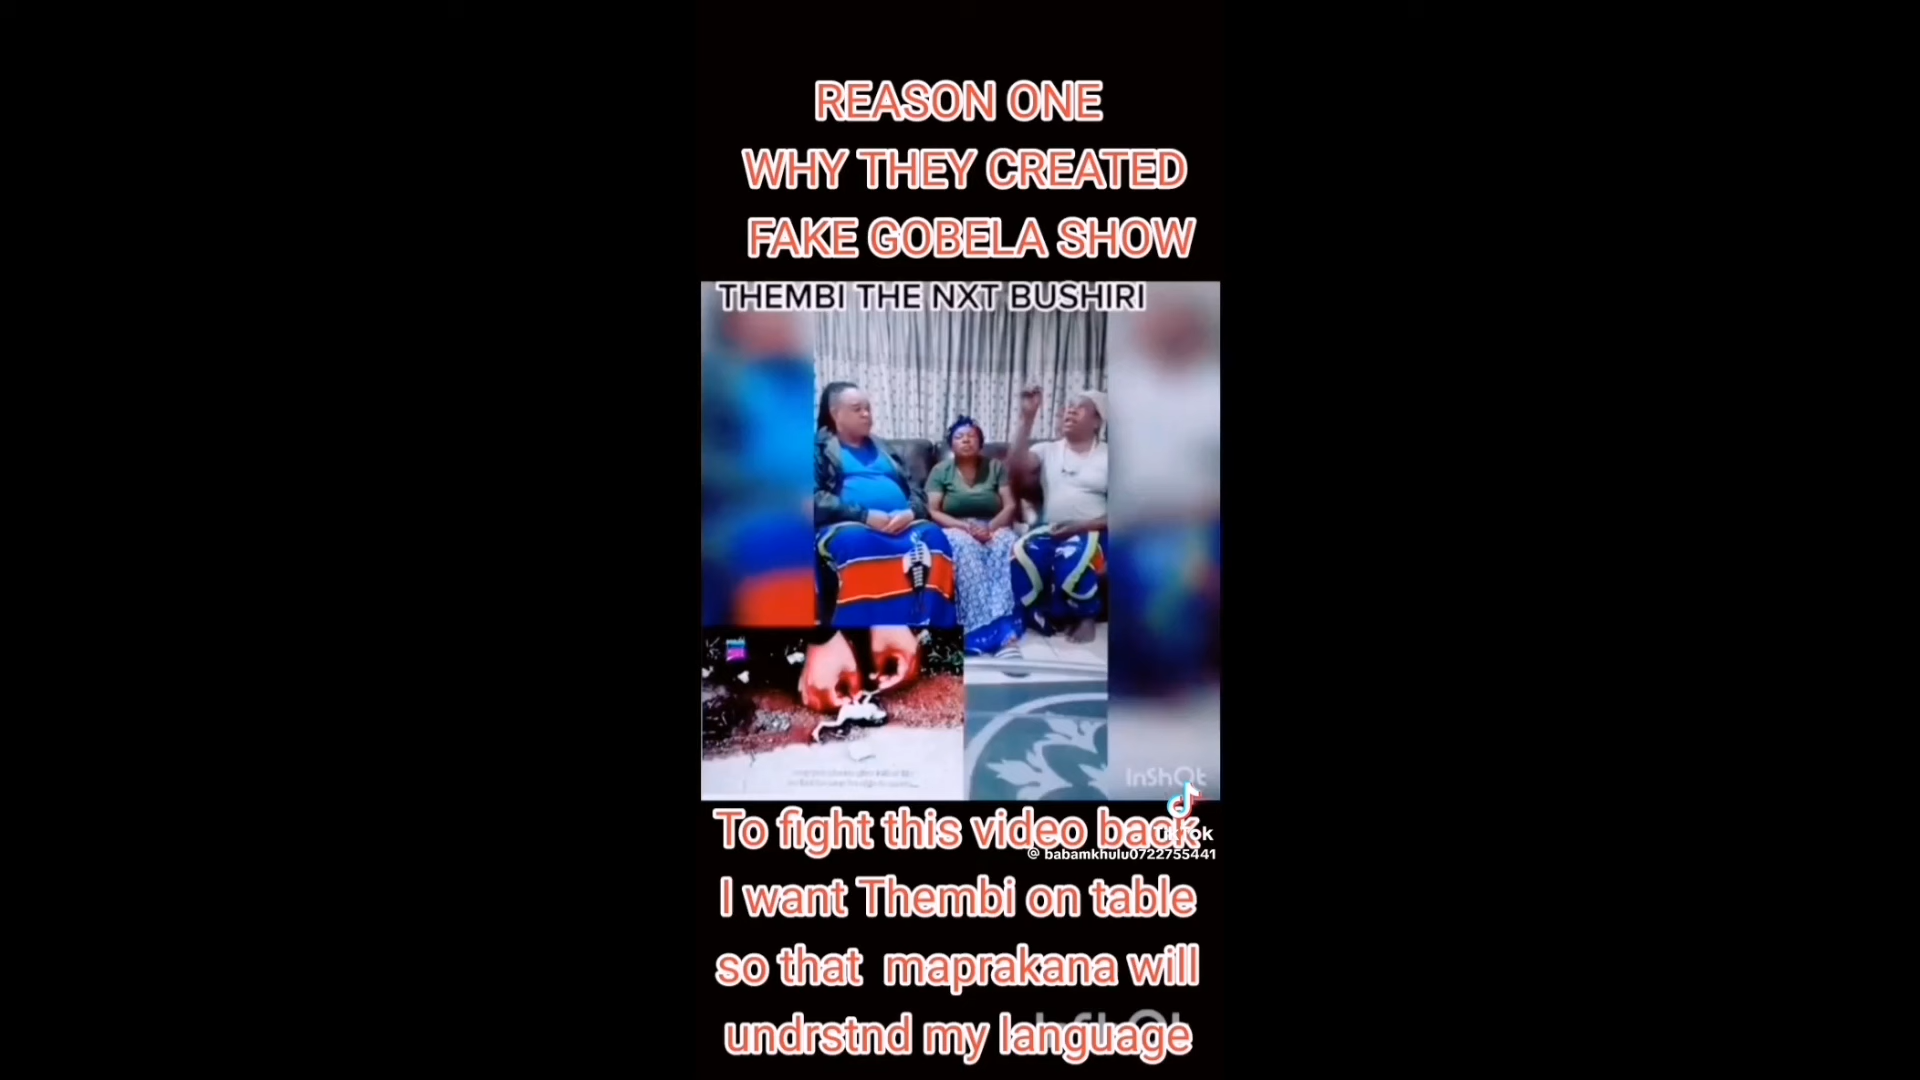 REASON ONE
WHY THEY CREATED
FAKE GOBELA SHOW
THEMBI THE NXT BUSHIRI
InShOt
TikTok
To fight this video back
@ babamkhulu0722755441
I want Thembi on table
so that maprakana will
undrstnd my language